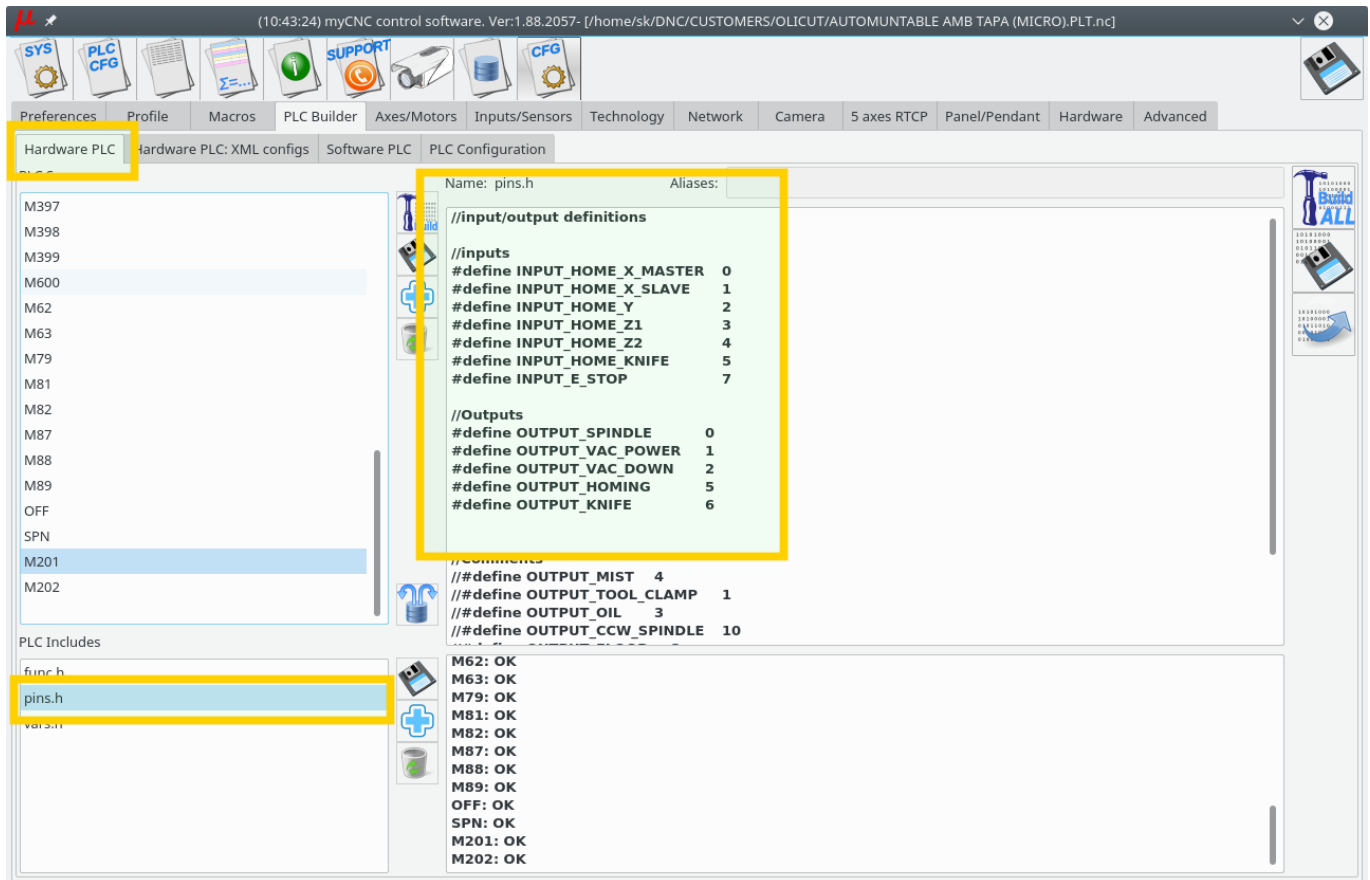 (10:43:24) myCNC control software. Ver:1.88.2057- [/home/sk/DNC/CUSTOMERS/OLICUT/AUTOMUNTABLE AMB TAPA (MICRO).PLT.nc]
SYS
PLC CFG
Σ=...
SUPPORT
CFG
Preferences Profile Macros PLC Builder Axes/Motors Inputs/Sensors Technology Network Camera 5 axes RTCP Panel/Pendant Hardware Advanced
Hardware PLC Hardware PLC: XML configs Software PLC PLC Configuration
M397
M398
M399
M600
M62
M63
M79
M81
M82
M87
M88
M89
OFF
SPN
M201
M202
PLC Includes
func.h
pins.h
vars.h
Build
Name: pins.h Aliases:
//input/output definitions
//inputs
#define INPUT_HOME_X_MASTER 0
#define INPUT_HOME_X_SLAVE 1
#define INPUT_HOME_Y 2
#define INPUT_HOME_Z1 3
#define INPUT_HOME_Z2 4
#define INPUT_HOME_KNIFE 5
#define INPUT_E_STOP 7
//Outputs
#define OUTPUT_SPINDLE 0
#define OUTPUT_VAC_POWER 1
#define OUTPUT_VAC_DOWN 2
#define OUTPUT_HOMING 5
#define OUTPUT_KNIFE 6
//Comments
//#define OUTPUT_MIST 4
//#define OUTPUT_TOOL_CLAMP 1
//#define OUTPUT_OIL 3
//#define OUTPUT_CCW_SPINDLE 10
M62: OK
M63: OK
M79: OK
M81: OK
M82: OK
M87: OK
M88: OK
M89: OK
OFF: OK
SPN: OK
M201: OK
M202: OK
Build
ALL